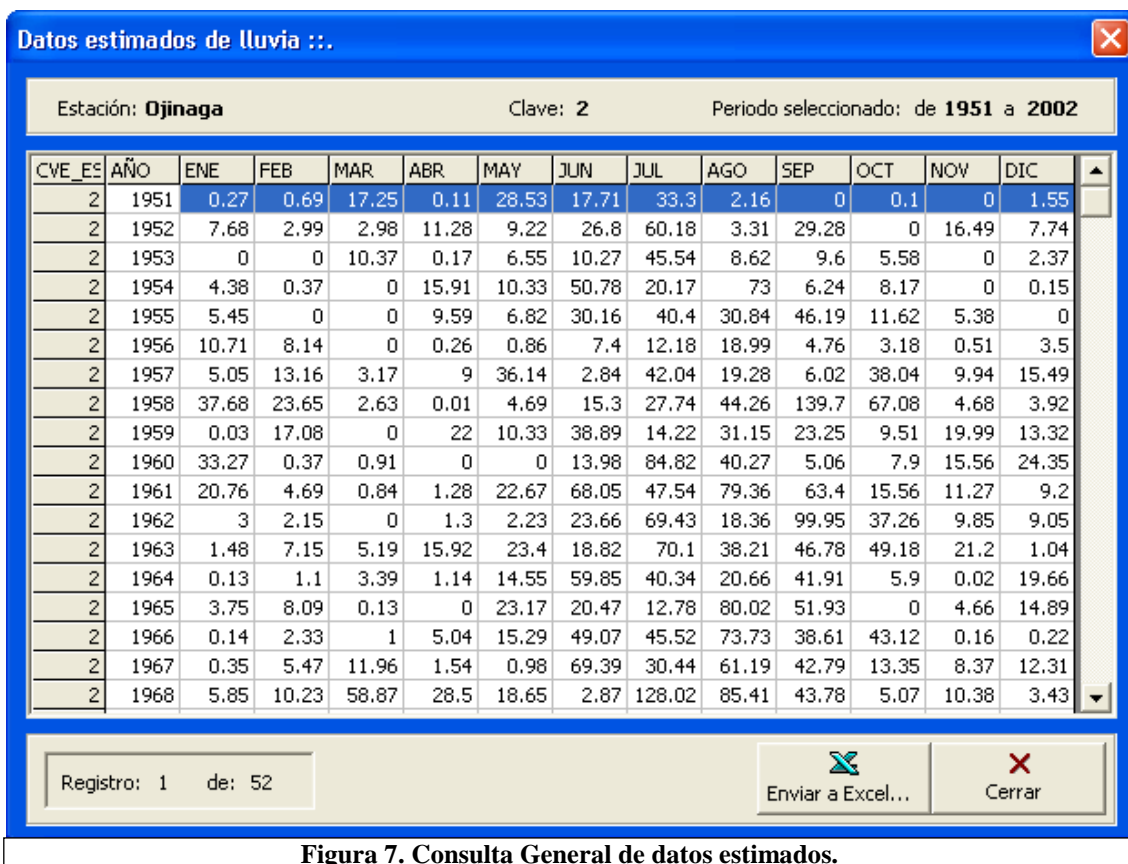 Datos estimados de lluvia ::.
Estación: Ojinaga Clave: 2 Periodo seleccionado: de 1951 a 2002
CVE_ES AÑO ENE FEB MAR ABR MAY JUN JUL AGO SEP OCT NOV DIC
2 1951 0.27 0.69 17.25 0.11 28.53 17.71 33.3 2.16 0 0.1 0 1.55
2 1952 7.68 2.99 2.98 11.28 9.22 26.8 60.18 3.31 29.28 0 16.49 7.74
2 1953 0 0 10.37 0.17 6.55 10.27 45.54 8.62 9.6 5.58 0 2.37
2 1954 4.38 0.37 0 15.91 10.33 50.78 20.17 73 6.24 8.17 0 0.15
2 1955 5.45 0 0 9.59 6.82 30.16 40.4 30.84 46.19 11.62 5.38 0
2 1956 10.71 8.14 0 0.26 0.86 7.4 12.18 18.99 4.76 3.18 0.51 3.5
2 1957 5.05 13.16 3.17 9 36.14 2.84 42.04 19.28 6.02 38.04 9.94 15.49
2 1958 37.68 23.65 2.63 0.01 4.69 15.3 27.74 44.26 139.7 67.08 4.68 3.92
2 1959 0.03 17.08 0 22 10.33 38.89 14.22 31.15 23.25 9.51 19.99 13.32
2 1960 33.27 0.37 0.91 0 0 13.98 84.82 40.27 5.06 7.9 15.56 24.35
2 1961 20.76 4.69 0.84 1.28 22.67 68.05 47.54 79.36 63.4 15.56 11.27 9.2
2 1962 3 2.15 0 1.3 2.23 23.66 69.43 18.36 99.95 37.26 9.85 9.05
2 1963 1.48 7.15 5.19 15.92 23.4 18.82 70.1 38.21 46.78 49.18 21.2 1.04
2 1964 0.13 1.1 3.39 1.14 14.55 59.85 40.34 20.66 41.91 5.9 0.02 19.66
2 1965 3.75 8.09 0.13 0 23.17 20.47 12.78 80.02 51.93 0 4.66 14.89
2 1966 0.14 2.33 1 5.04 15.29 49.07 45.52 73.73 38.61 43.12 0.16 0.22
2 1967 0.35 5.47 11.96 1.54 0.98 69.39 30.44 61.19 42.79 13.35 8.37 12.31
2 1968 5.85 10.23 58.87 28.5 18.65 2.87 128.02 85.41 43.78 5.07 10.38 3.43
Registro: 1 de: 52
Enviar a Excel...
Cerrar
Figura 7. Consulta General de datos estimados.